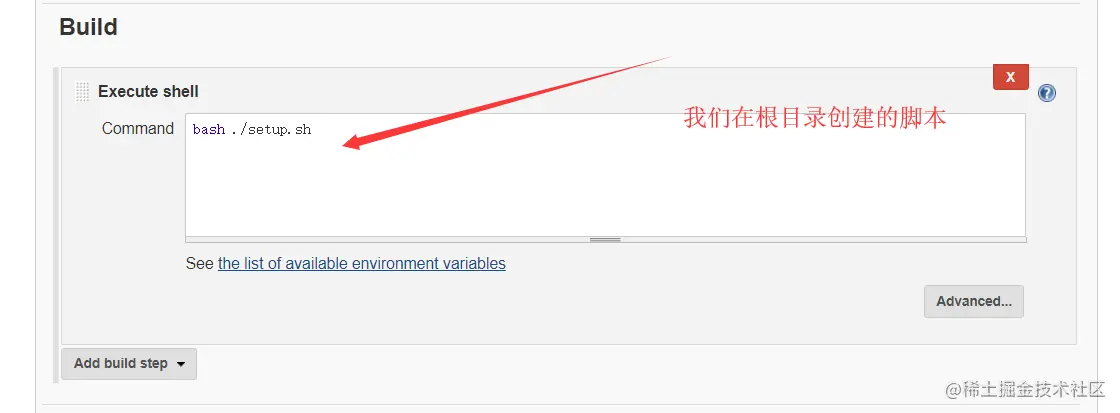 Build
Execute shell
X
Command
bash ./setup.sh
我们在根目录创建的脚本
See the list of available environment variables
Advanced...
Add build step
@稀土掘金技术社区